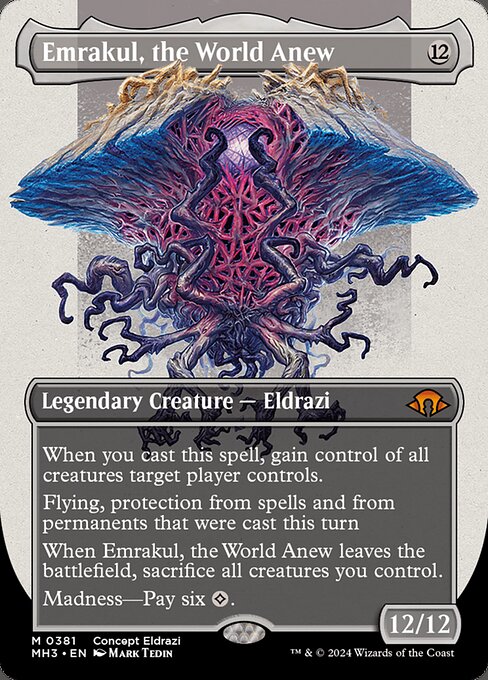 Emrakul, the World Anew 12
Legendary Creature — Eldrazi
When you cast this spell, gain control of all
creatures target player controls.
Flying, protection from spells and from
permanents that were cast this turn
When Emrakul, the World Anew leaves the
battlefield, sacrifice all creatures you control.
Madness—Pay six ◇.
12/12
M 0381 Concept Eldrazi
MH3 • EN Mark Tedin ™ & © 2024 Wizards of the Coast